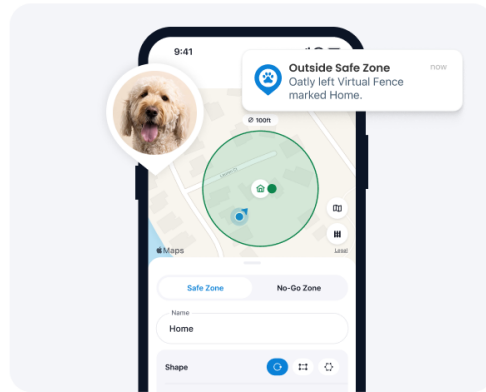 9:41
Outside Safe Zone
now
Oatly left Virtual Fence
marked Home.
100ft
Maps
Legal
Safe Zone
No-Go Zone
Name
Home
Shape